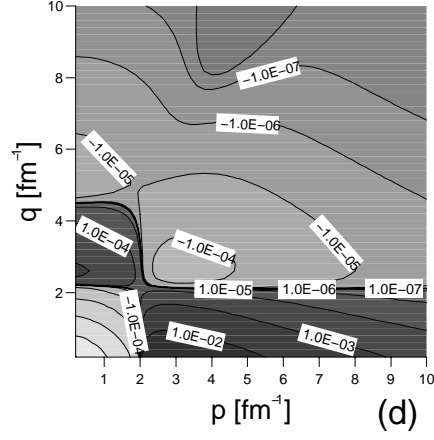 10
8
6
4
2
q [fm⁻¹]
−1.0E−07
−1.0E−06
−1.0E−05
1.0E−04
−1.0E−04
−1.0E−05
1.0E−05
1.0E−06
1.0E−07
−1.0E−04
1.0E−02
1.0E−03
1 2 3 4 5 6 7 8 9 10
p [fm⁻¹]
(d)